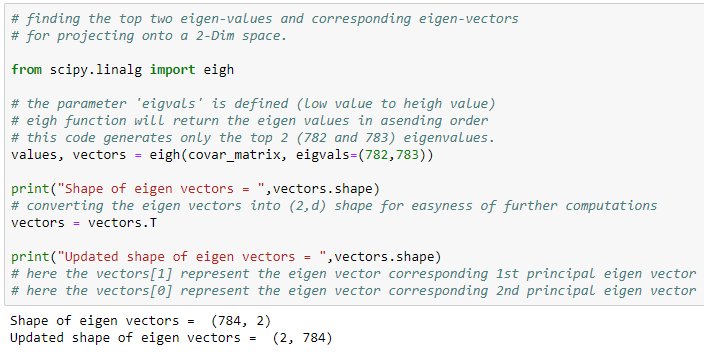 # finding the top two eigen-values and corresponding eigen-vectors
# for projecting onto a 2-Dim space.
from scipy.linalg import eigh
# the parameter 'eigvals' is defined (low value to heigh value)
# eigh function will return the eigen values in asending order
# this code generates only the top 2 (782 and 783) eigenvalues.
values, vectors = eigh(covar_matrix, eigvals=(782,783))
print("Shape of eigen vectors = ",vectors.shape)
# converting the eigen vectors into (2,d) shape for easyness of further computations
vectors = vectors.T
print("Updated shape of eigen vectors = ",vectors.shape)
# here the vectors[1] represent the eigen vector corresponding 1st principal eigen vector
# here the vectors[0] represent the eigen vector corresponding 2nd principal eigen vector
Shape of eigen vectors =  (784, 2)
Updated shape of eigen vectors =  (2, 784)